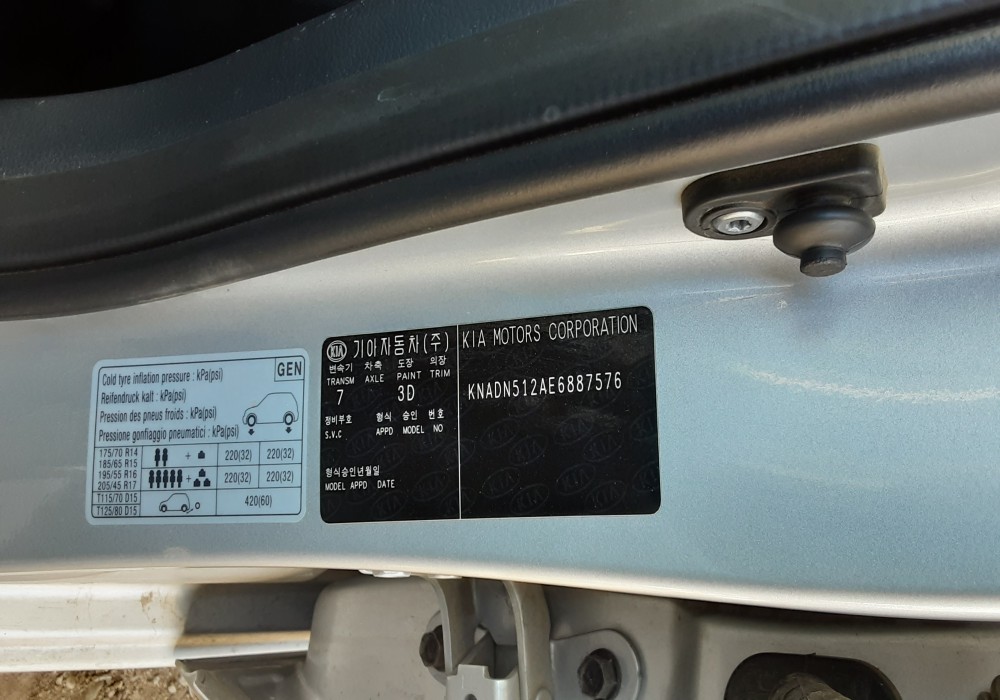 GEN
Cold tyre inflation pressure : kPa(psi)
Reifendruck kalt : kPa(psi)
Pression des pneus froids : kPa(psi)
Pressione gonfiaggio pneumatici : kPa(psi)
175/70 R14
185/65 R15
+ 220(32) 220(32)
195/55 R16
205/45 R17
+ 220(32) 220(32)
T115/70 D15
T125/80 D15
420(60)
KIA 기아자동차(주)
변속기 차축 도장 의장
TRANSM AXLE PAINT TRIM
7 3D
정비부호 형식 승인 번호
S.V.C APPD MODEL NO
형식승인년월일
MODEL APPD DATE
KIA MOTORS CORPORATION
KNADN512AE6887576